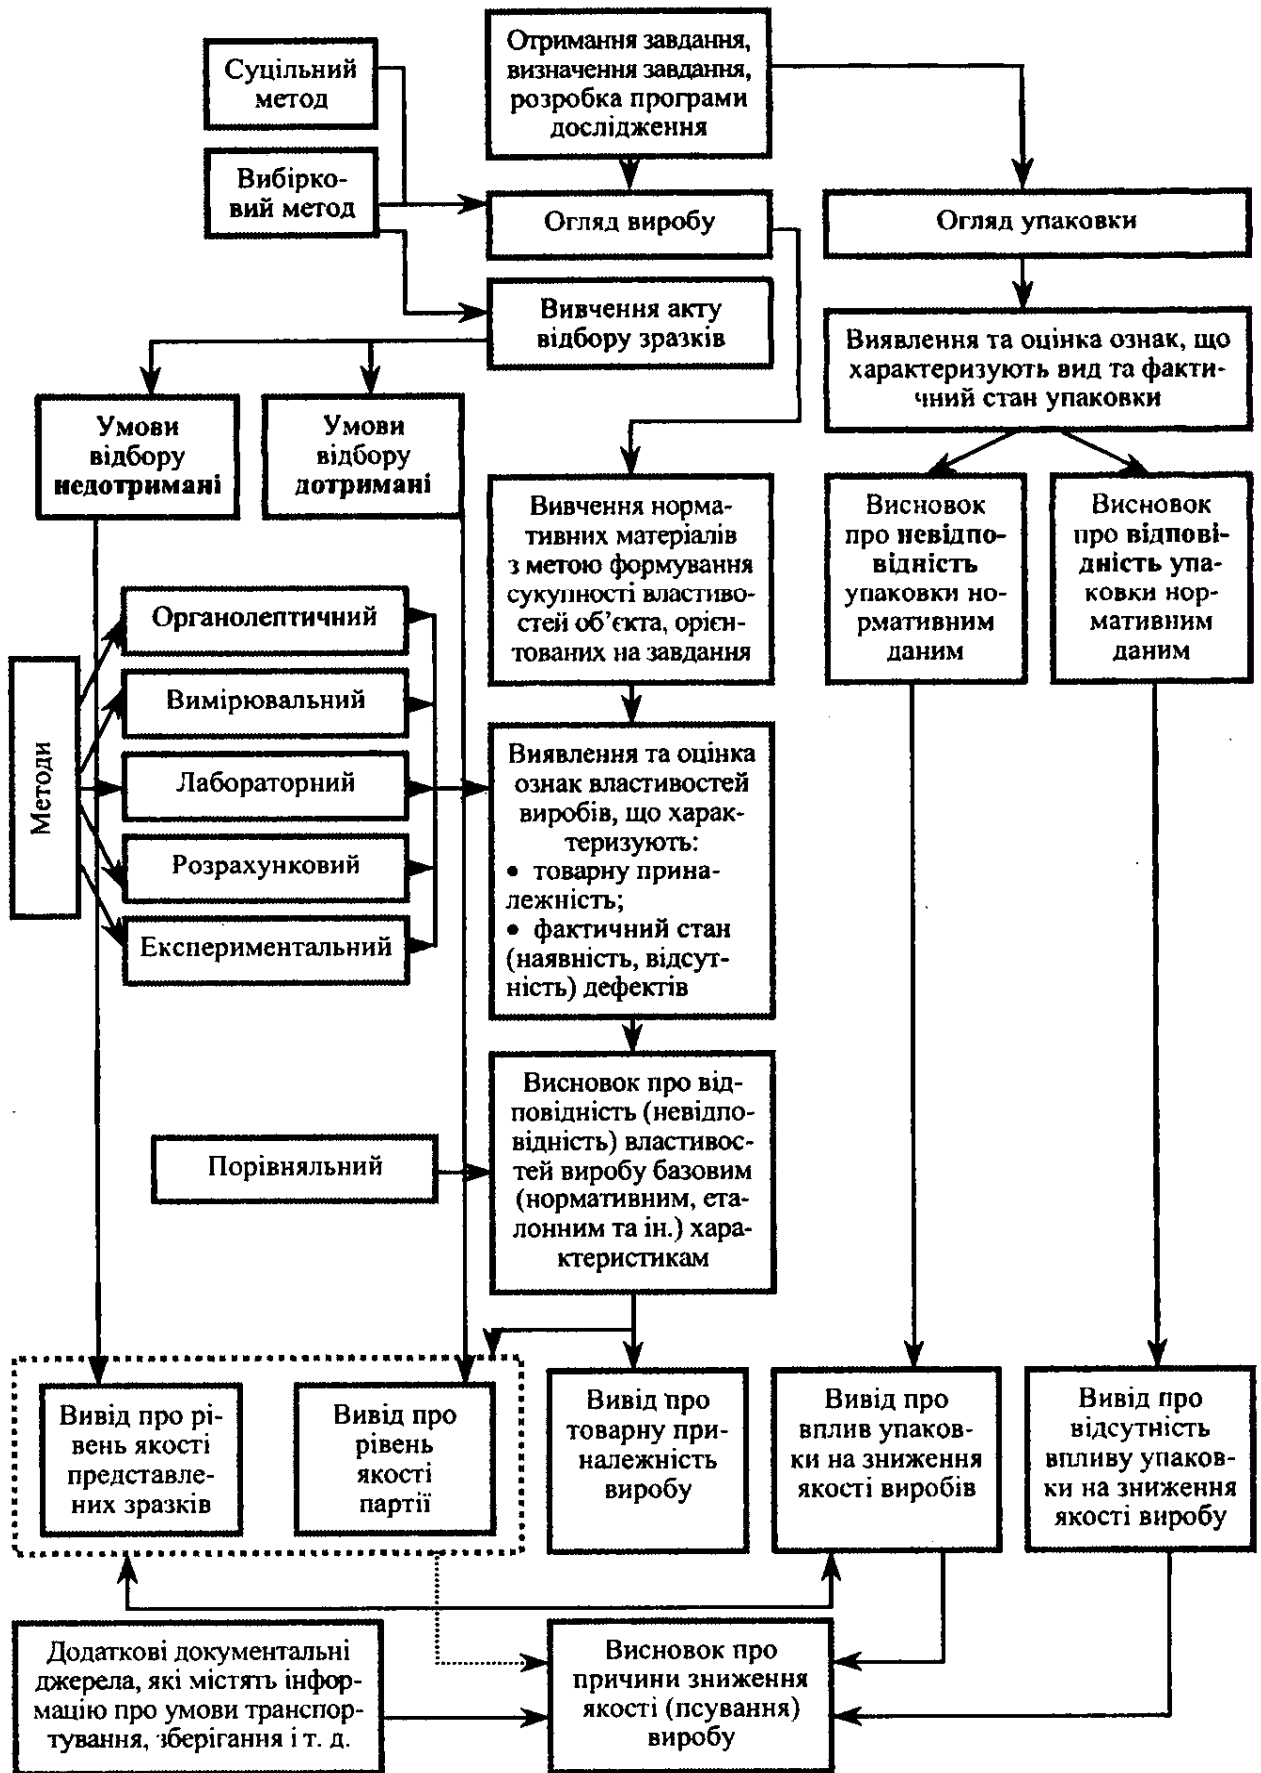 Суцільний
метод
Отримання завдання,
визначення завдання,
розробка програми
дослідження
Вибірко-
вий метод
Огляд виробу
Огляд упаковки
Вивчення акту
відбору зразків
Виявлення та оцінка ознак, що
характеризують вид та факти-
чний стан упаковки
Умови
відбору
недотримані
Умови
відбору
дотримані
Вивчення норма-
тивних матеріалів
з метою формування
сукупності властиво-
стей об’єкта, орієн-
тованих на завдання
Висновок
про невідпо-
відність
упаковки но-
рмативним
даним
Висновок
про відпові-
дність упа-
ковки нор-
мативним
даним
Методи
Органолептичний
Вимірювальний
Лабораторний
Розрахунковий
Експериментальний
Виявлення та оцінка
ознак властивостей
виробів, що харак-
теризують:
• товарну прина-
лежність;
• фактичний стан
(наявність, відсут-
ність) дефектів
Порівняльний
Висновок про від-
повідність (невідпо-
відність) властивос-
тей виробу базовим
(нормативним, ета-
лонним та ін.) хара-
ктеристикам
Вивід про рі-
вень якості
представле-
них зразків
Вивід про
рівень
якості
партії
Вивід про
товарну при-
належність
виробу
Вивід про
вплив упаков-
ки на зниження
якості виробів
Вивід про
відсутність
впливу упаков-
ки на зниження
якості виробу
Додаткові документальні
джерела, які містять інфор-
мацію про умови транспор-
тування, зберігання і т. д.
Висновок про
причини зниження
якості (псування)
виробу